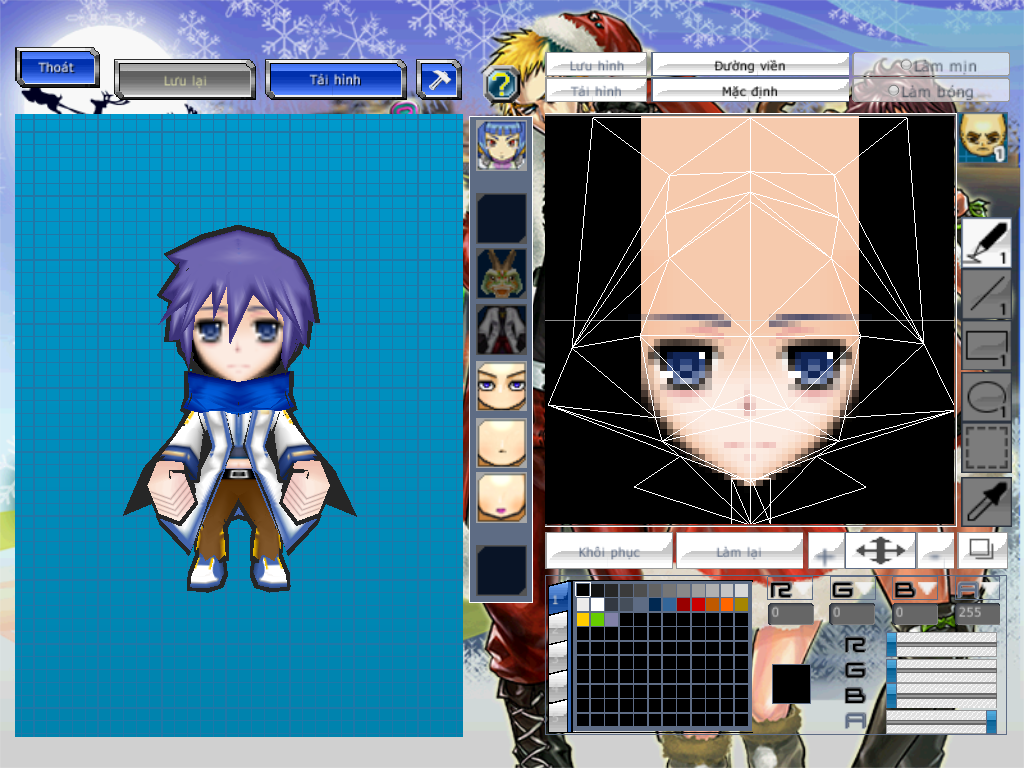 Thoát
Lưu lại
Tải hình
?
Lưu hình
Đường viền
Làm mịn
Tải hình
Mặc định
Làm bóng
1
1
1
1
1
Khôi phục
Làm lại
+
-
1
R
G
B
A
0
0
0
255
R
G
B
A